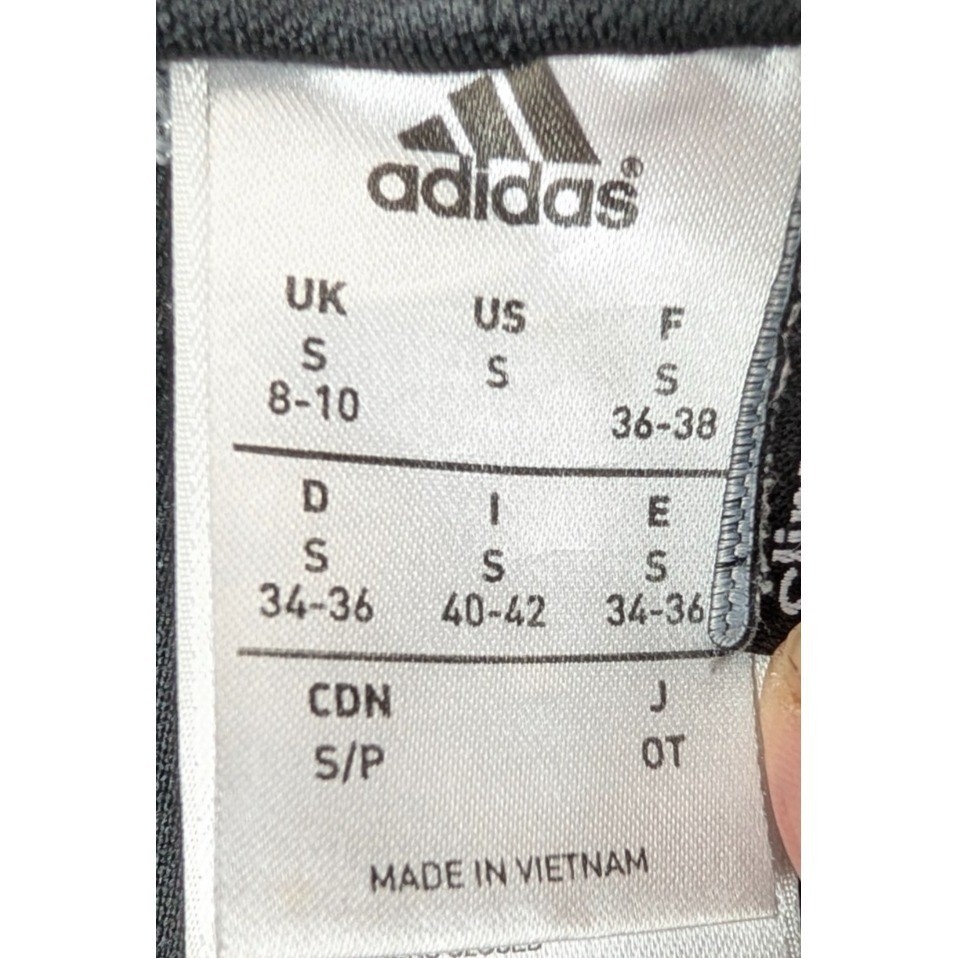 adidas®
UK US F
S S S
8-10 36-38
D I E
S S S
34-36 40-42 34-36
CDN J
S/P OT
MADE IN VIETNAM